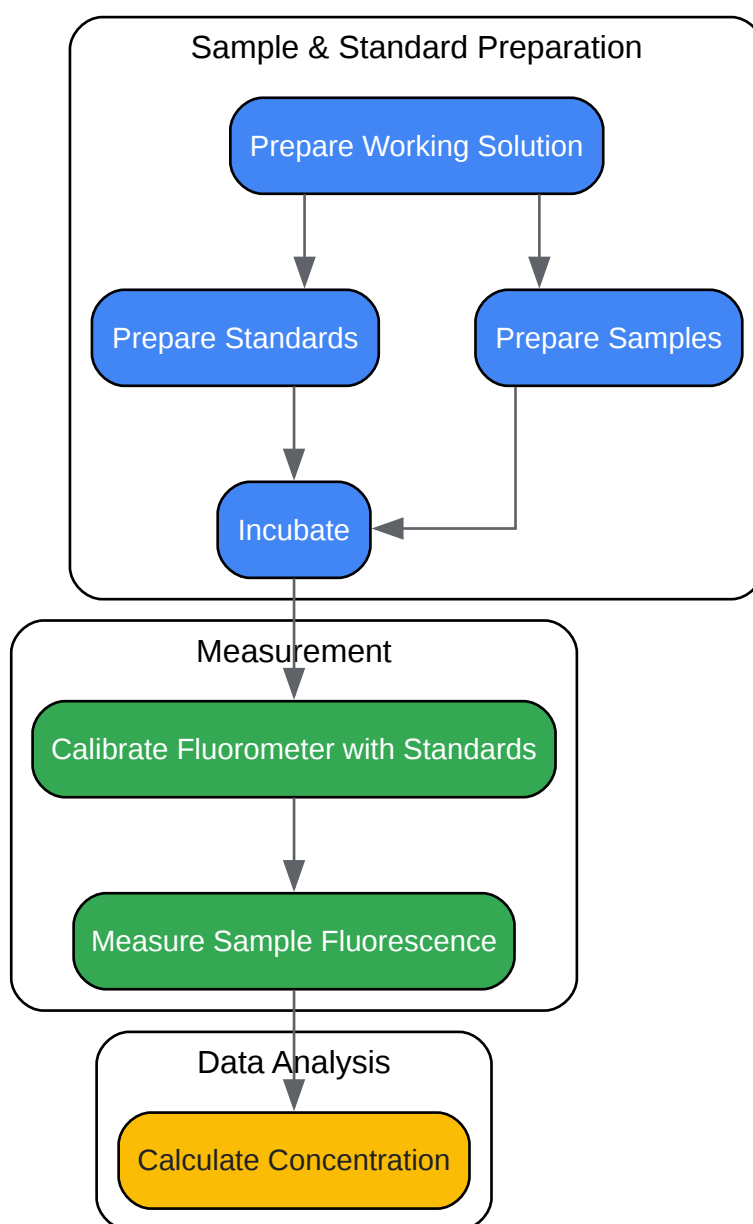 Sample & Standard Preparation
Prepare Working Solution
Prepare Standards
Prepare Samples
Incubate
Measurement
Calibrate Fluorometer with Standards
Measure Sample Fluorescence
Data Analysis
Calculate Concentration